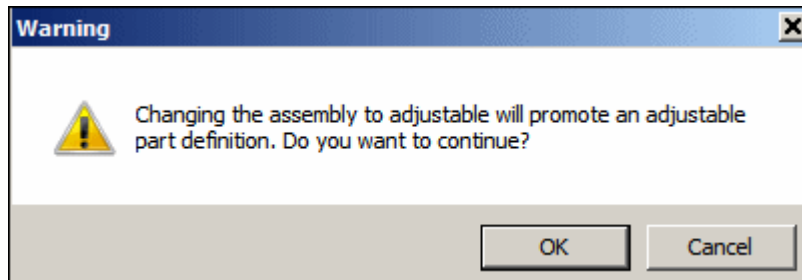 Warning
Changing the assembly to adjustable will promote an adjustable
part definition. Do you want to continue?
OK
Cancel